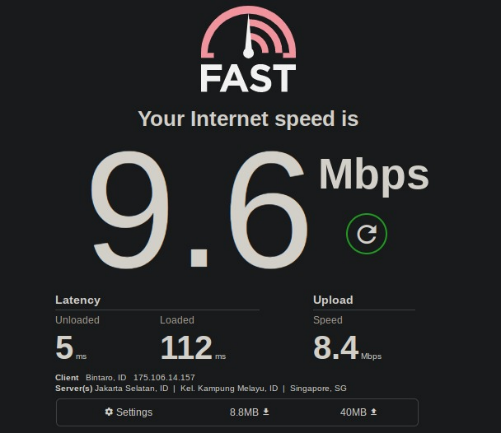 FAST
Your Internet speed is
9.6 Mbps
Latency Upload
Unloaded Loaded Speed
5 ms 112 ms 8.4 Mbps
Client Bintaro, ID 175.106.14.157
Server(s) Jakarta Selatan, ID | Kel. Kampung Melayu, ID | Singapore, SG
Settings 8.8MB 40MB